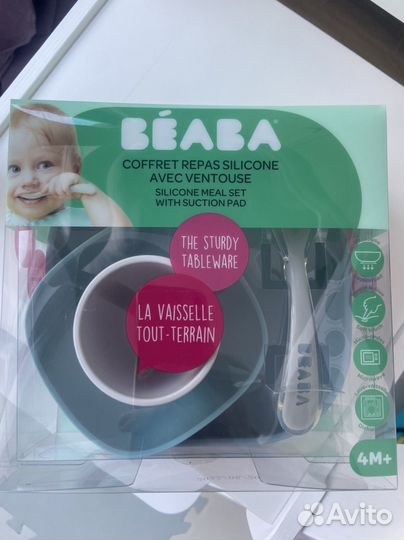 BÉABA
COFFRET REPAS SILICONE
AVEC VENTOUSE
SILICONE MEAL SET
WITH SUCTION PAD
THE STURDY
TABLEWARE
LA VAISSELLE
TOUT-TERRAIN
BÉABA
4M+
Avito